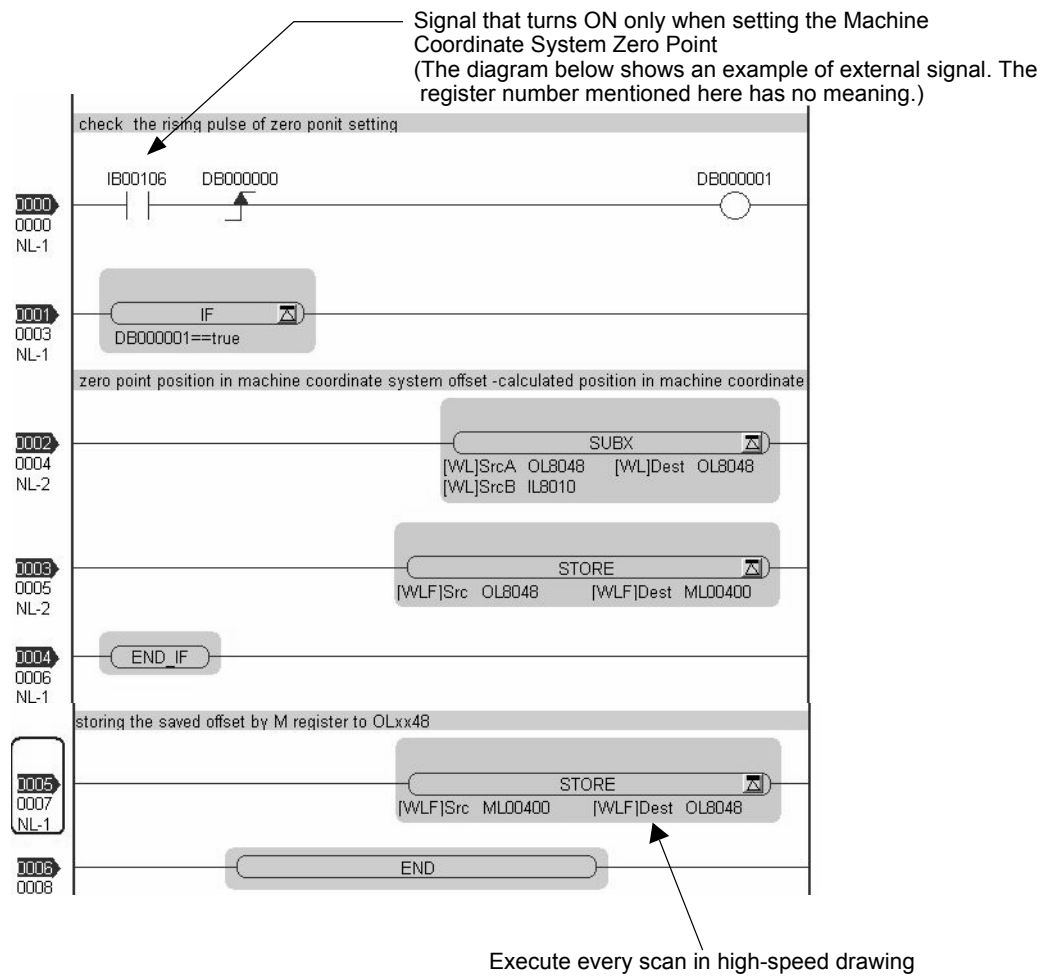 Signal that turns ON only when setting the Machine
Coordinate System Zero Point
(The diagram below shows an example of external signal. The
register number mentioned here has no meaning.)
check the rising pulse of zero ponit setting
IB00106 DB000000 DB000001
0000
0000
NL-1
0001 IF
0003 DB000001==true
NL-1
zero point position in machine coordinate system offset -calculated position in machine coordinate
0002 SUBX
0004 [WL]SrcA OL8048 [WL]Dest OL8048
NL-2 [WL]SrcB IL8010
0003 STORE
0005 [WLF]Src OL8048 [WLF]Dest ML00400
NL-2
0004 END_IF
0006
NL-1
storing the saved offset by M register to OLxx48
0005 STORE
0007 [WLF]Src ML00400 [WLF]Dest OL8048
NL-1
0006 END
0008
Execute every scan in high-speed drawing